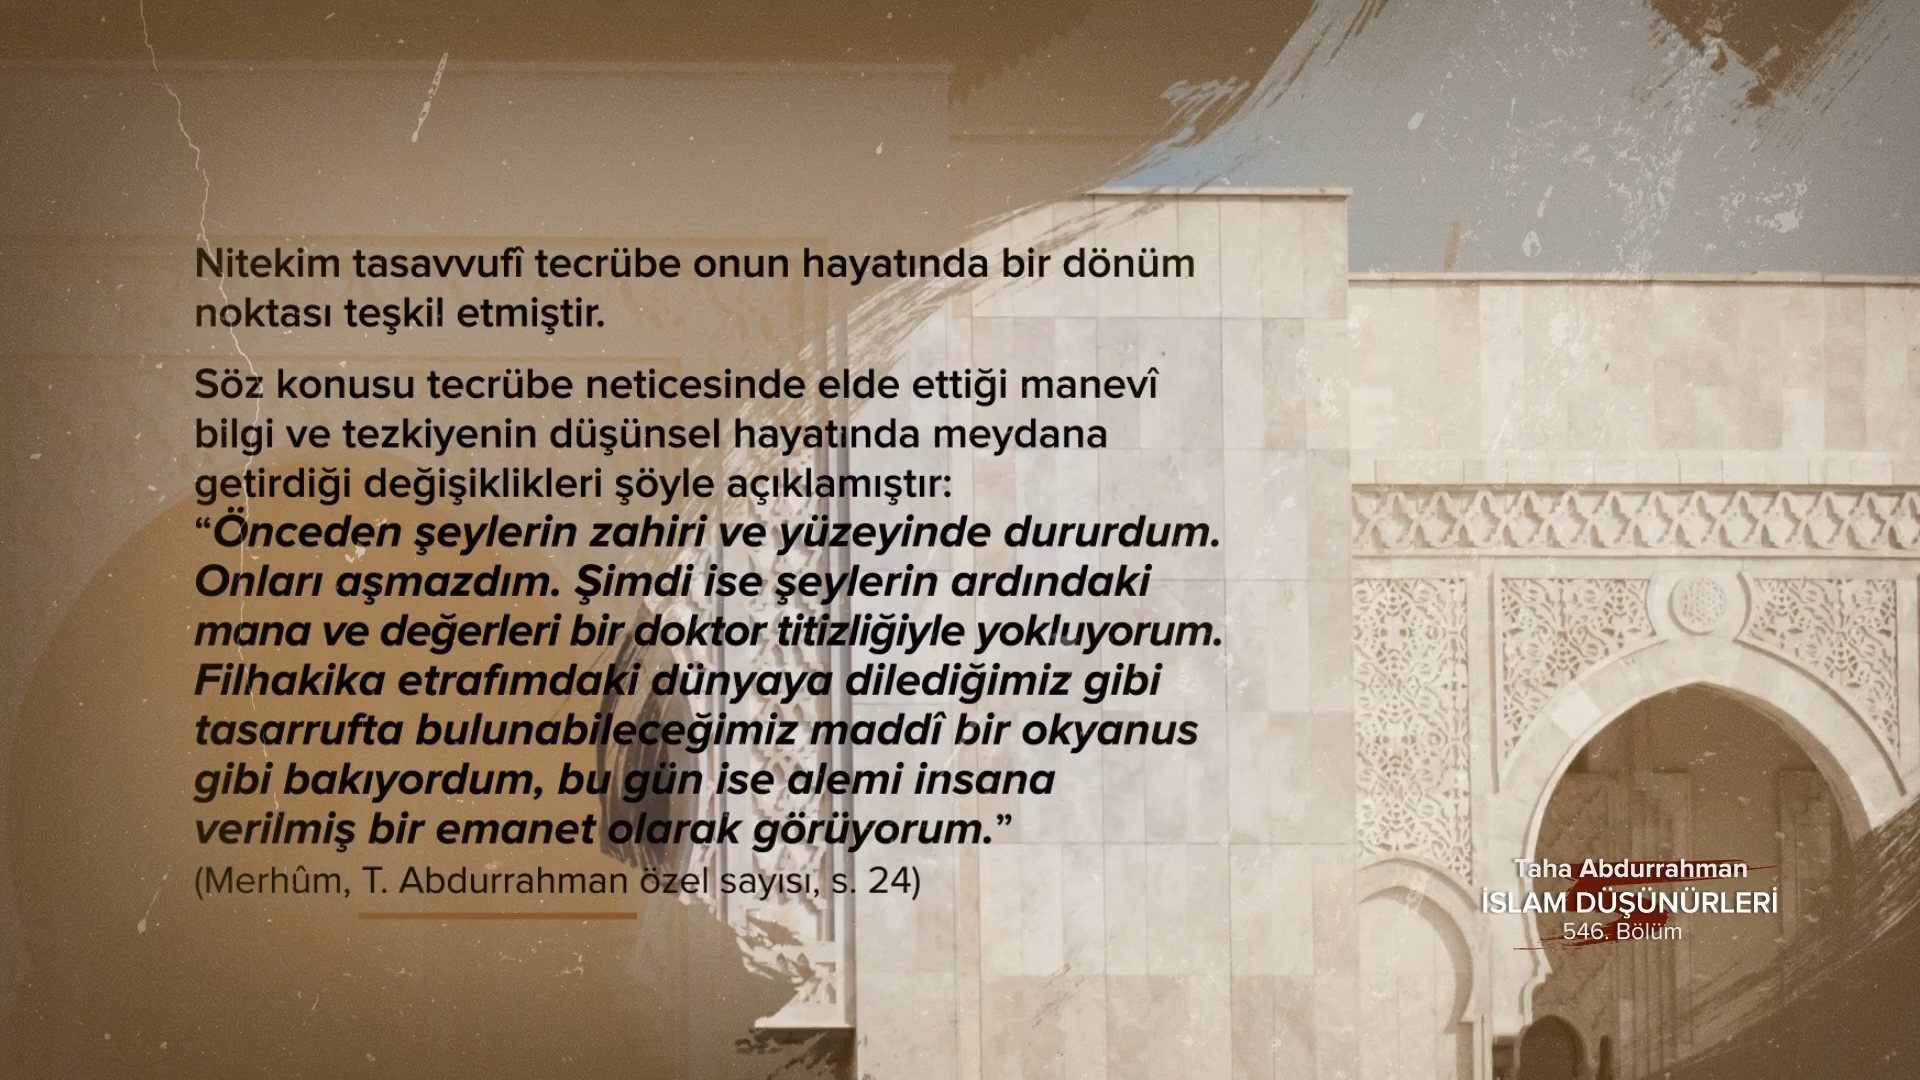 Nitekim tasavvufî tecrübe onun hayatında bir dönüm
noktası teşkil etmiştir.
Söz konusu tecrübe neticesinde elde ettiği manevî
bilgi ve tezkiyenin düşünsel hayatında meydana
getirdiği değişiklikleri şöyle açıklamıştır:
“Önceden şeylerin zahiri ve yüzeyinde dururdum.
Onları aşmazdım. Şimdi ise şeylerin ardındaki
mana ve değerleri bir doktor titizliğiyle yokluyorum.
Filhakika etrafımdaki dünyaya dilediğimiz gibi
tasarrufta bulunabileceğimiz maddî bir okyanus
gibi bakıyordum, bu gün ise alemi insana
verilmiş bir emanet olarak görüyorum.”
(Merhûm, T. Abdurrahman özel sayısı, s. 24)
Taha Abdurrahman
İSLAM DÜŞÜNÜRLERİ
546. Bölüm